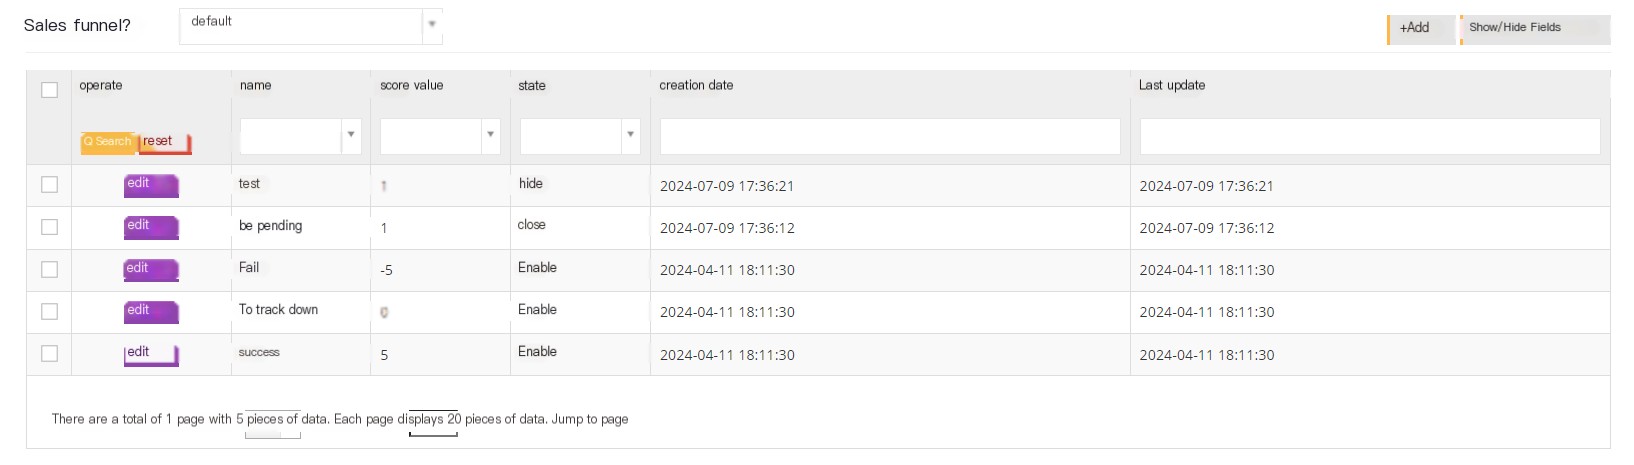 Sales funnel? default +Add Show/Hide Fields
operate name score value state creation date Last update
Search reset
edit test 1 hide 2024-07-09 17:36:21 2024-07-09 17:36:21
edit be pending 1 close 2024-07-09 17:36:12 2024-07-09 17:36:12
edit Fail -5 Enable 2024-04-11 18:11:30 2024-04-11 18:11:30
edit To track down 0 Enable 2024-04-11 18:11:30 2024-04-11 18:11:30
edit success 5 Enable 2024-04-11 18:11:30 2024-04-11 18:11:30
There are a total of 1 page with 5 pieces of data. Each page displays 20 pieces of data. Jump to page